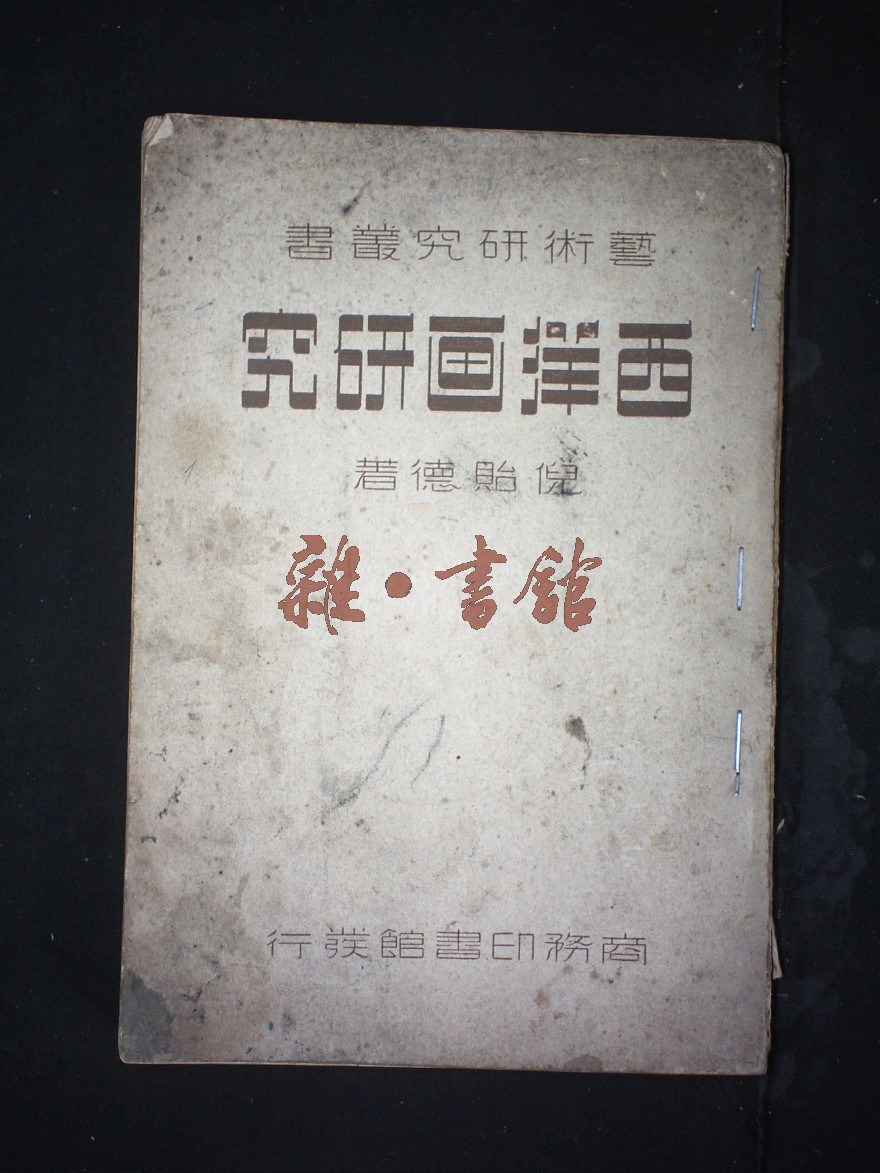 藝術研究叢書
西洋画研究
倪貽德著
雜·書館
商務印書館發行